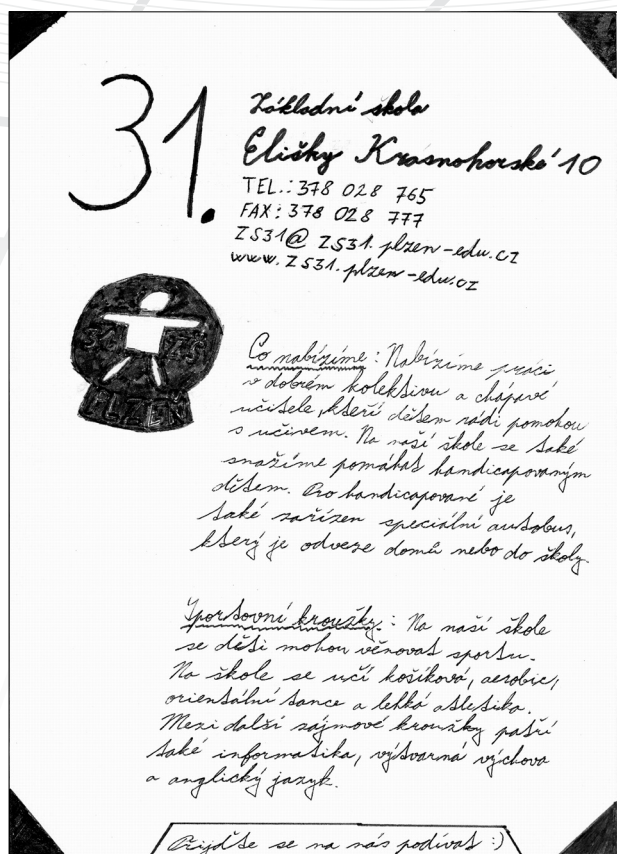 31.
Základní škola
Elišky Krásnohorské 10
TEL.: 378 028 765
FAX: 378 028 777
ZS31@ZS31.plzen-edu.cz
www.ZS31.plzen-edu.cz
31 ZŠ
PLZEŇ
Co nabízíme: Nabízíme práci
v dobrém kolektivu a chápavé
učitele, kteří dětem rádi pomohou
s učivem. Na naší škole se také
snažíme pomáhat handicapovaným
dětem. Pro handicapované je
také zařízen speciální autobus,
který je odveze domů nebo do školy.
Sportovní kroužky: Na naší škole
se děti mohou věnovat sportu.
Na škole se učí košíková, aerobic,
orientální tance a lehká atletika.
Mezi další zájmové kroužky patří
také informatika, výtvarná výchova
a anglický jazyk.
Přijďte se na nás podívat :)